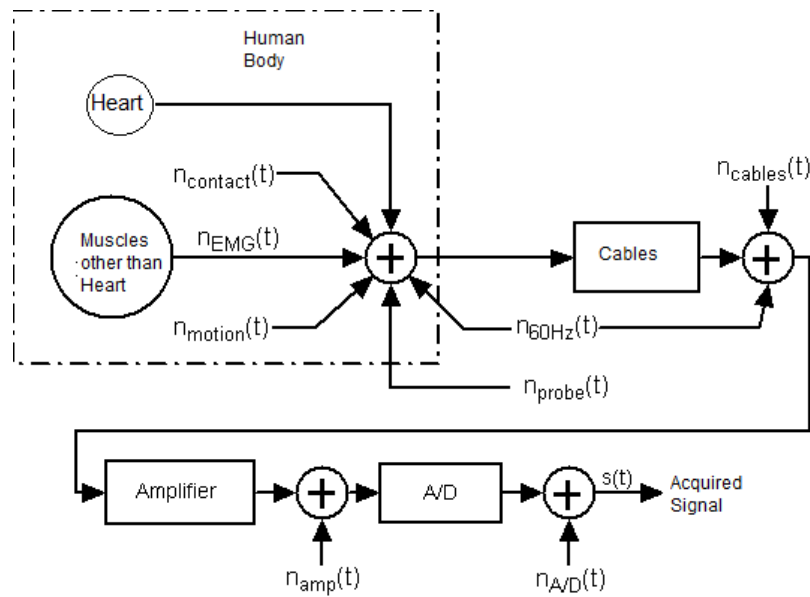 Human
Body
Heart
n_contact(t)
n_cables(t)
Muscles
other than
Heart
n_EMG(t)
Cables
n_motion(t)
n_60Hz(t)
n_probe(t)
Amplifier
A/D
s(t)
Acquired
Signal
n_amp(t)
n_A/D(t)